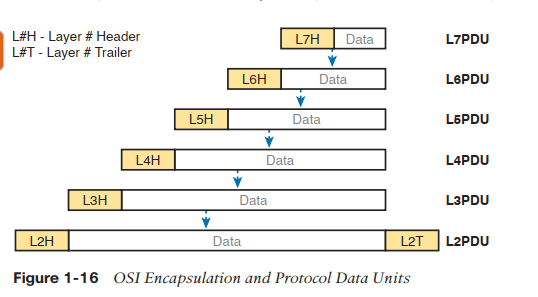 L#H - Layer # Header
L#T - Layer # Trailer
L7H Data L7PDU
L6H Data L6PDU
L5H Data L5PDU
L4H Data L4PDU
L3H Data L3PDU
L2H Data L2T L2PDU
Figure 1-16 OSI Encapsulation and Protocol Data Units